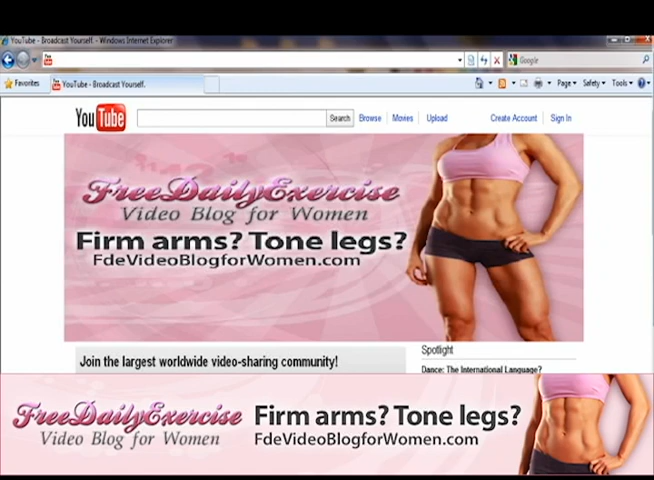 YouTube - Broadcast Yourself. - Windows Internet Explorer
Google
Favorites
YouTube - Broadcast Yourself.
Page
Safety
Tools
YouTube
Search
Browse
Movies
Upload
Create Account
Sign In
FreeDailyExercise
Video Blog for Women
Firm arms? Tone legs?
FdeVideoBlogforWomen.com
Join the largest worldwide video-sharing community!
Spotlight
Dance: The International Language?
FreeDailyExercise
Video Blog for Women
Firm arms? Tone legs?
FdeVideoBlogforWomen.com